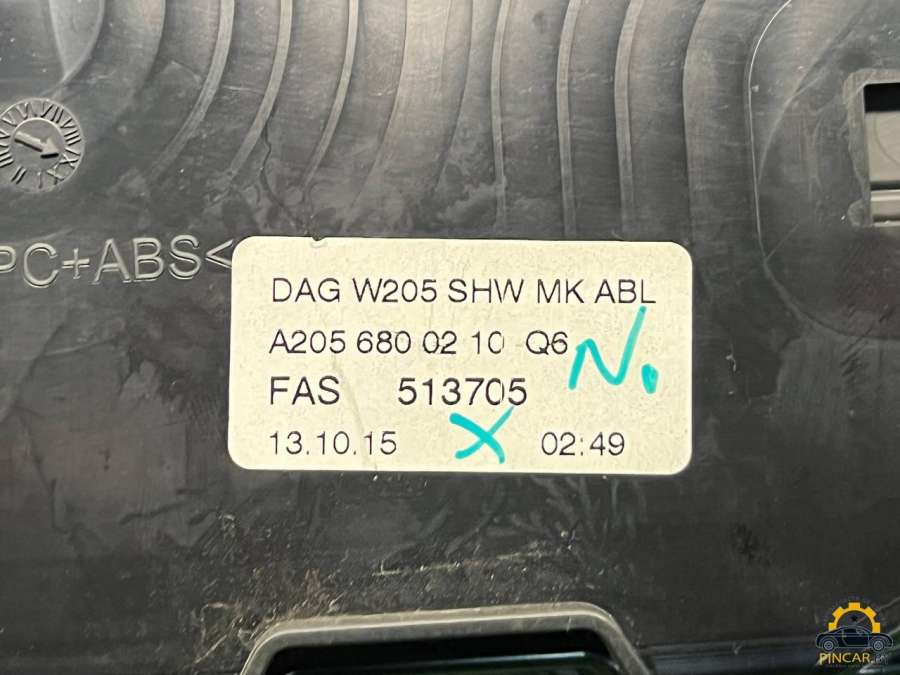 PC+ABS<
DAG W205 SHW MK ABL
A205 680 02 10 Q6
N.
FAS 513705
13.10.15 X 02:49
PINCAR.BY